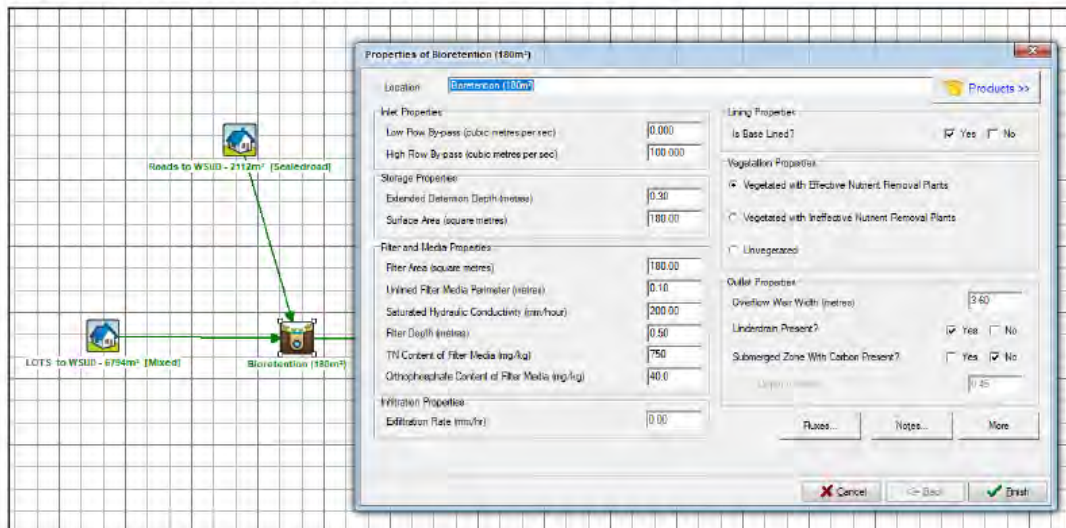 Properties of Bioretention (180m²)
Location Bioretention (180m²)
Products >>
Inlet Properties
Low Flow By-pass (cubic metres per sec) 0.000
High Flow By-pass (cubic metres per sec) 100.000
Storage Properties
Extended Detention Depth (metres) 0.30
Surface Area (square metres) 180.00
Filter and Media Properties
Filter Area (square metres) 180.00
Unlined Filter Media Perimeter (metres) 0.10
Saturated Hydraulic Conductivity (mm/hour) 200.00
Filter Depth (metres) 0.50
TN Content of Filter Media (mg/kg) 750
Orthophosphate Content of Filter Media (mg/kg) 40.0
Infiltration Properties
Exfiltration Rate (mm/hr) 0.00
Lining Properties
Is Base Lined? Yes No
Vegetation Properties
Vegetated with Effective Nutrient Removal Plants
Vegetated with Ineffective Nutrient Removal Plants
Unvegetated
Outlet Properties
Overflow Weir Width (metres) 3.60
Underdrain Present? Yes No
Submerged Zone With Carbon Present? Yes No
0.45
Fluxes... Notes... More
Cancel <- Back Finish
Roads to WSUD - 2112m² [Sealedroad]
LOTS to WSUD - 6794m² [Mixed]
Bioretention (180m²)